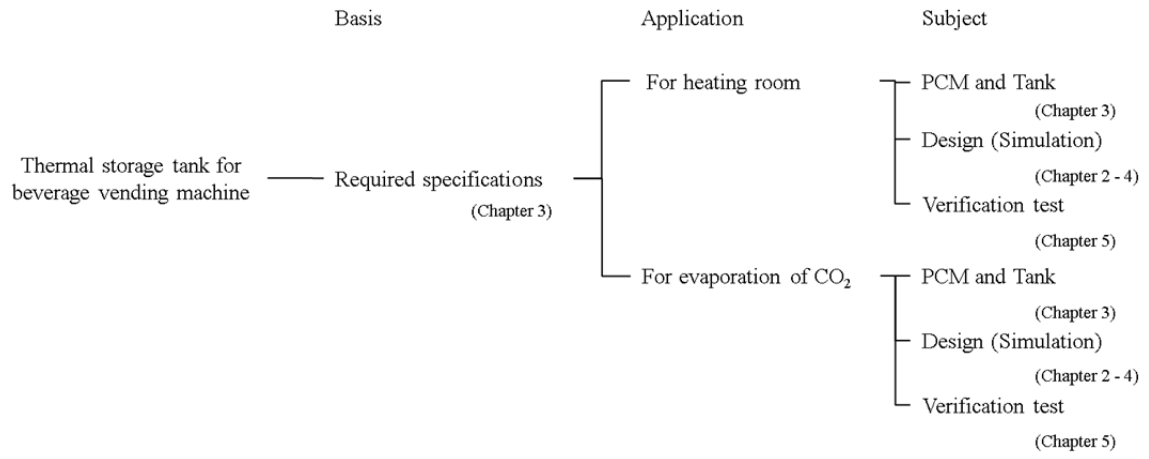 Basis Application Subject
Thermal storage tank for
beverage vending machine
Required specifications
(Chapter 3)
For heating room
PCM and Tank
(Chapter 3)
Design (Simulation)
(Chapter 2 - 4)
Verification test
(Chapter 5)
For evaporation of CO₂
PCM and Tank
(Chapter 3)
Design (Simulation)
(Chapter 2 - 4)
Verification test
(Chapter 5)